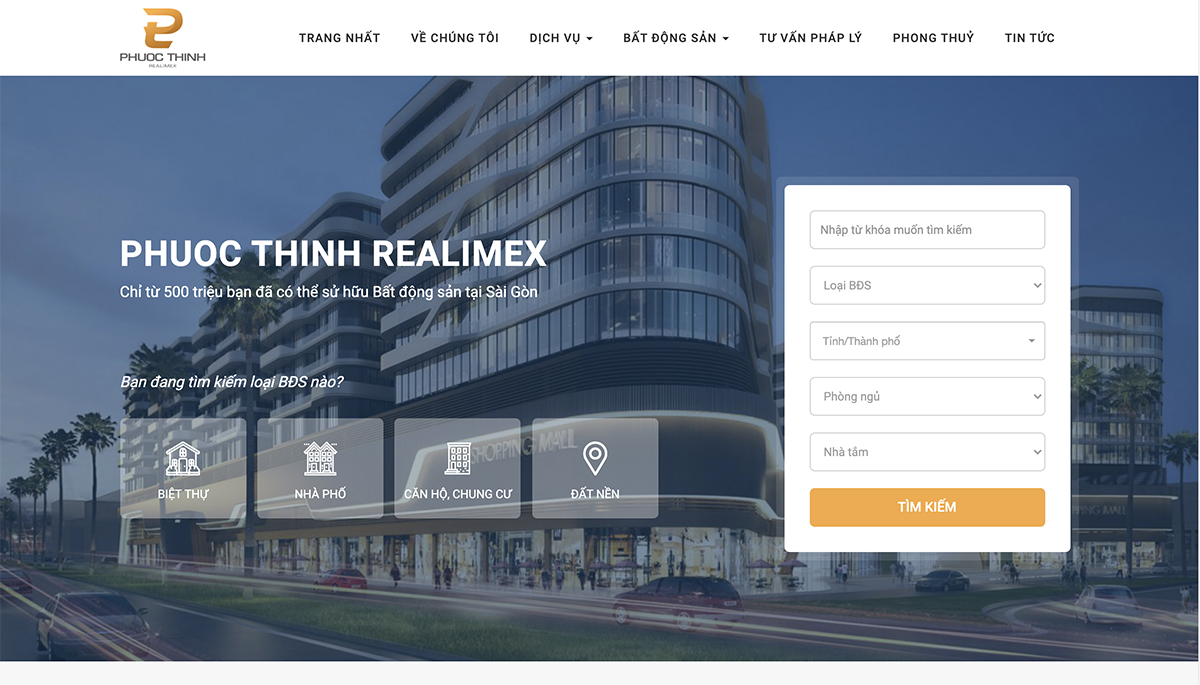 PHUOC THINH
REALIMEX
TRANG NHẤT
VỀ CHÚNG TÔI
DỊCH VỤ
BẤT ĐỘNG SẢN
TƯ VẤN PHÁP LÝ
PHONG THUỶ
TIN TỨC
PHUOC THINH REALIMEX
Chỉ từ 500 triệu bạn đã có thể sử hữu Bất động sản tại Sài Gòn
Bạn đang tìm kiếm loại BĐS nào?
BIỆT THỰ
NHÀ PHỐ
CĂN HỘ, CHUNG CƯ
ĐẤT NỀN
SHOPPING MALL
Nhập từ khóa muốn tìm kiếm
Loại BĐS
Tỉnh/Thành phố
Phòng ngủ
Nhà tắm
TÌM KIẾM